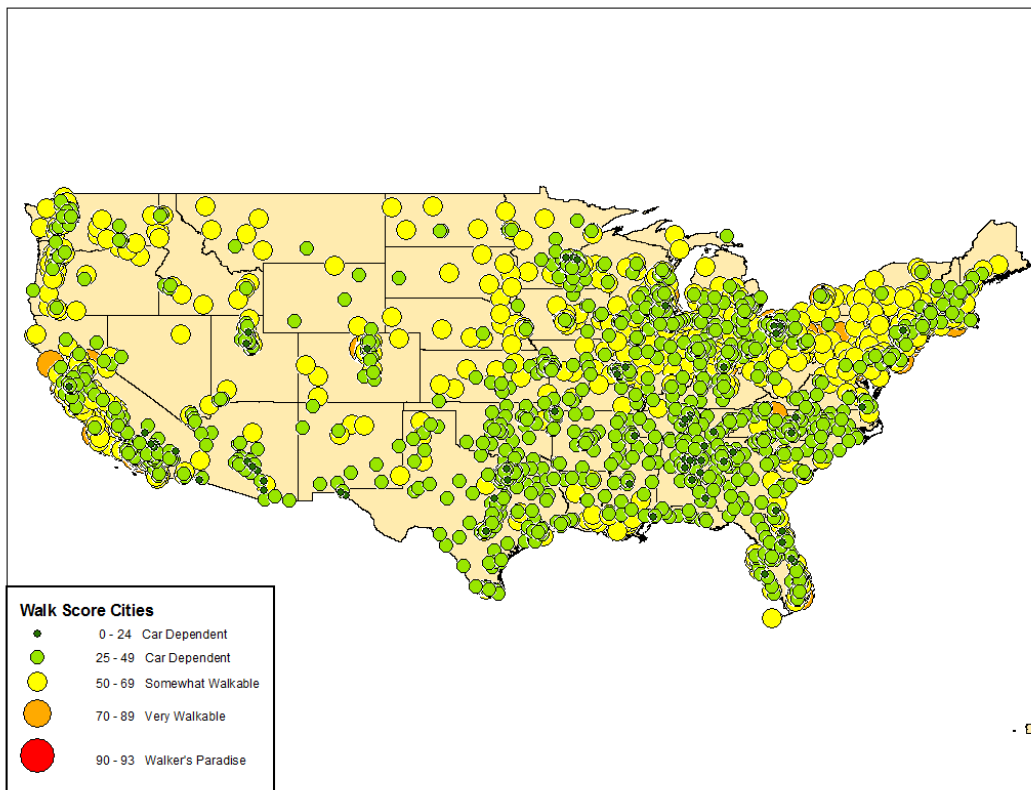 Walk Score Cities
0 - 24 Car Dependent
25 - 49 Car Dependent
50 - 69 Somewhat Walkable
70 - 89 Very Walkable
90 - 93 Walker's Paradise